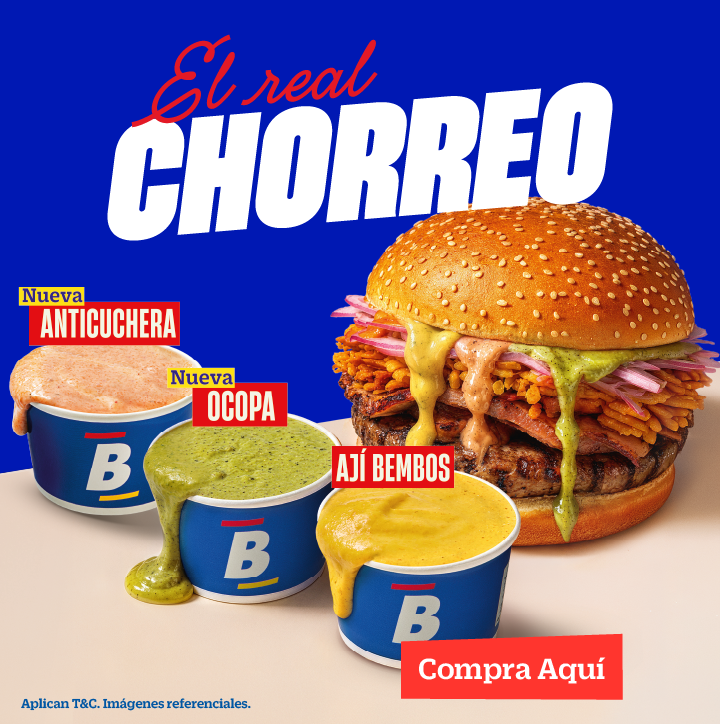 El real
CHORREO
Nueva
ANTICUCHERA
Nueva
OCOPA
AJÍ BEMBOS
B
B
B
Compra Aquí
Aplican T&C. Imágenes referenciales.